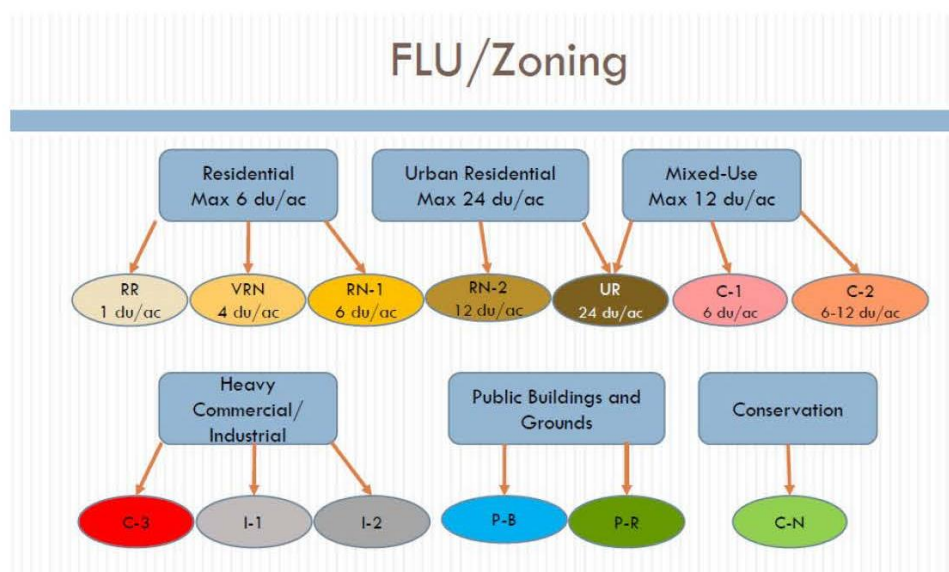 FLU/Zoning
Residential
Max 6 du/ac
Urban Residential
Max 24 du/ac
Mixed-Use
Max 12 du/ac
RR
1 du/ac
VRN
4 du/ac
RN-1
6 du/ac
RN-2
12 du/ac
UR
24 du/ac
C-1
6 du/ac
C-2
6-12 du/ac
Heavy
Commercial/
Industrial
Public Buildings and
Grounds
Conservation
C-3
I-1
I-2
P-B
P-R
C-N